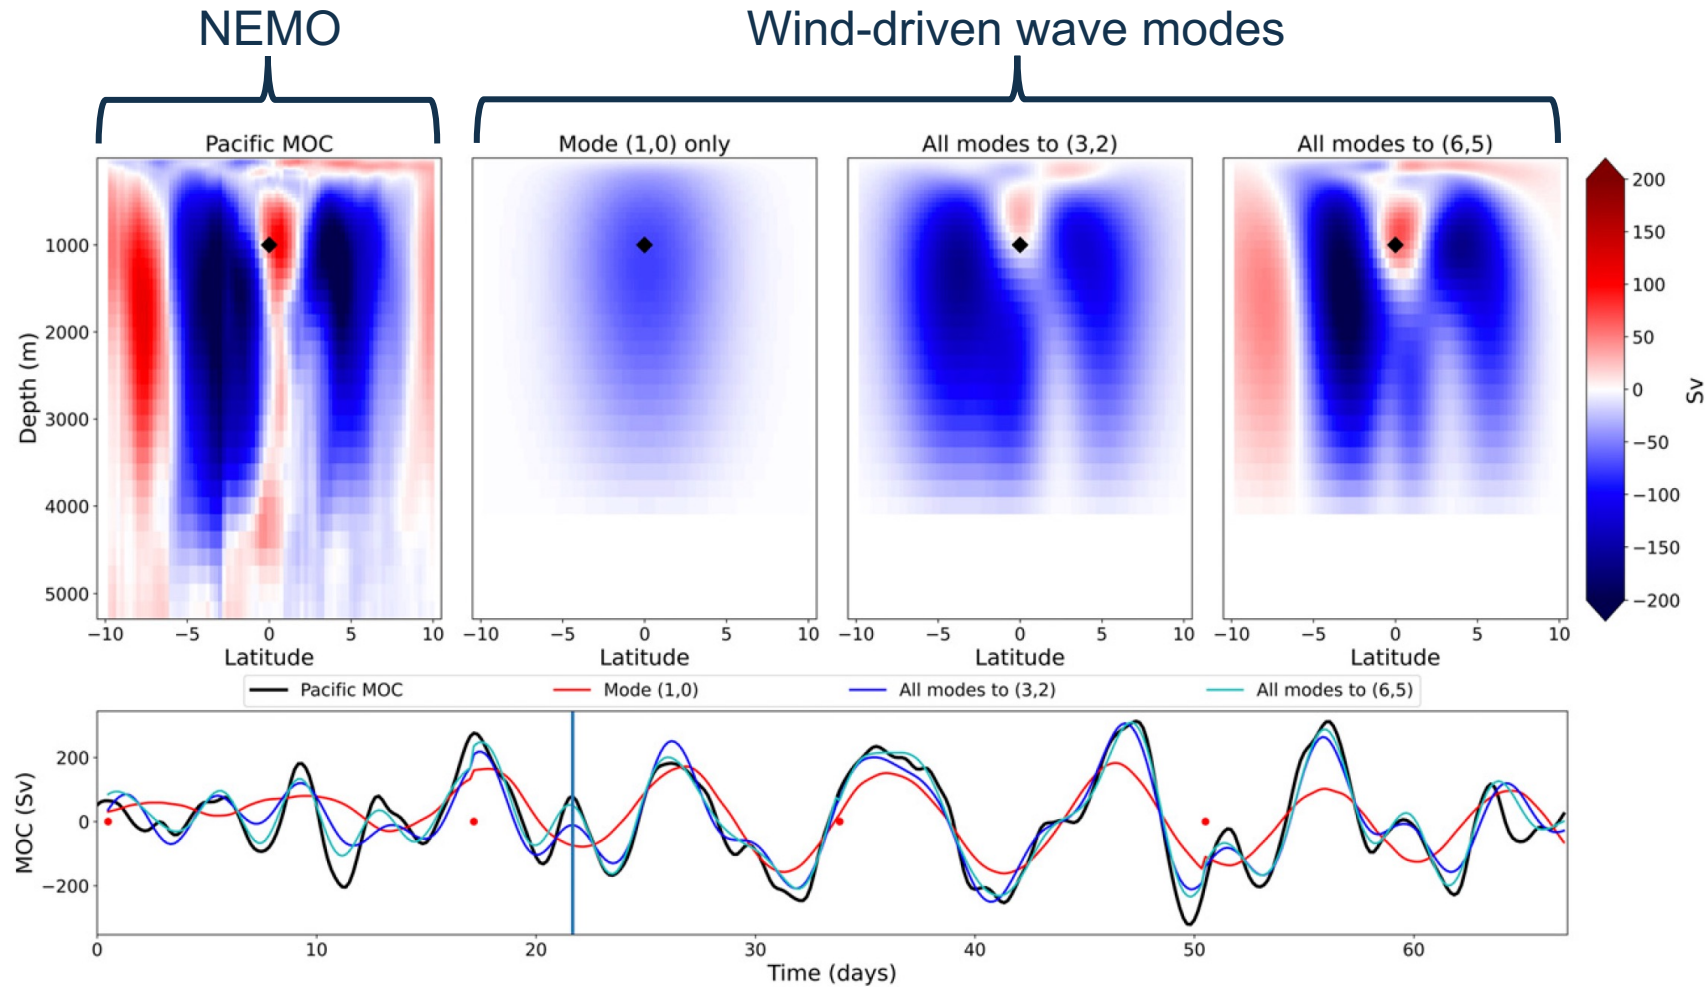 NEMO
Wind-driven wave modes
Pacific MOC
Mode (1,0) only
All modes to (3,2)
All modes to (6,5)
1000
2000
3000
4000
5000
Depth (m)
−10 −5 0 5 10
−10 −5 0 5 10
−10 −5 0 5 10
−10 −5 0 5 10
Latitude
Latitude
Latitude
Latitude
200
150
100
50
0
−50
−100
−150
−200
Sv
Pacific MOC
Mode (1,0)
All modes to (3,2)
All modes to (6,5)
200
0
−200
MOC (Sv)
0 10 20 30 40 50 60
Time (days)